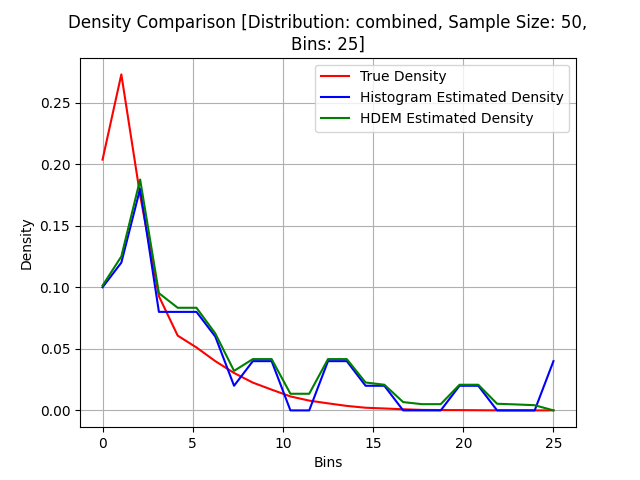 Density Comparison [Distribution: combined, Sample Size: 50,
Bins: 25]
True Density
Histogram Estimated Density
HDEM Estimated Density
Density
0.25
0.20
0.15
0.10
0.05
0.00
0
5
10
15
20
25
Bins